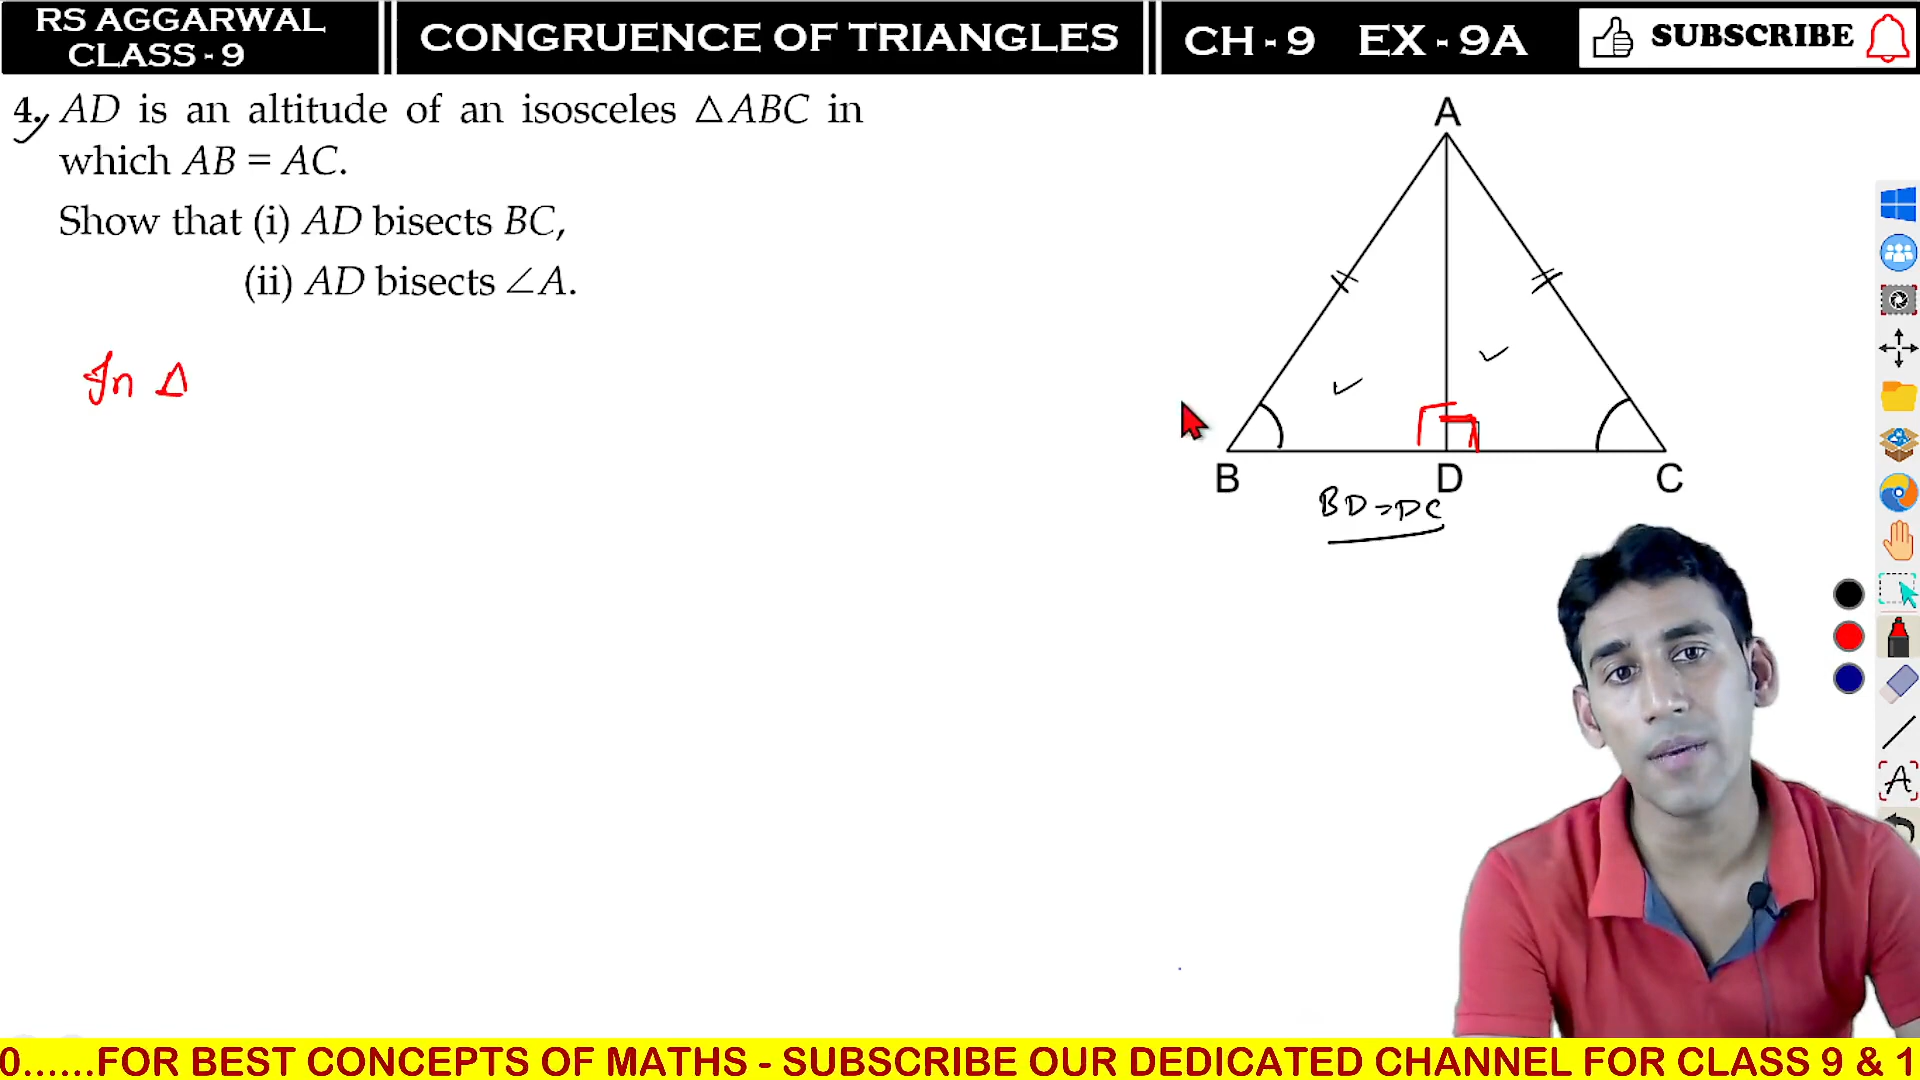 RS AGGARWAL
CLASS - 9
CONGRUENCE OF TRIANGLES
CH - 9 EX - 9A
SUBSCRIBE
4. AD is an altitude of an isosceles △ABC in
which AB = AC.
Show that (i) AD bisects BC,
(ii) AD bisects ∠A.
In Δ
A
B
D
C
BD=DC
A
0......FOR BEST CONCEPTS OF MATHS - SUBSCRIBE OUR DEDICATED CHANNEL FOR CLASS 9 & 1